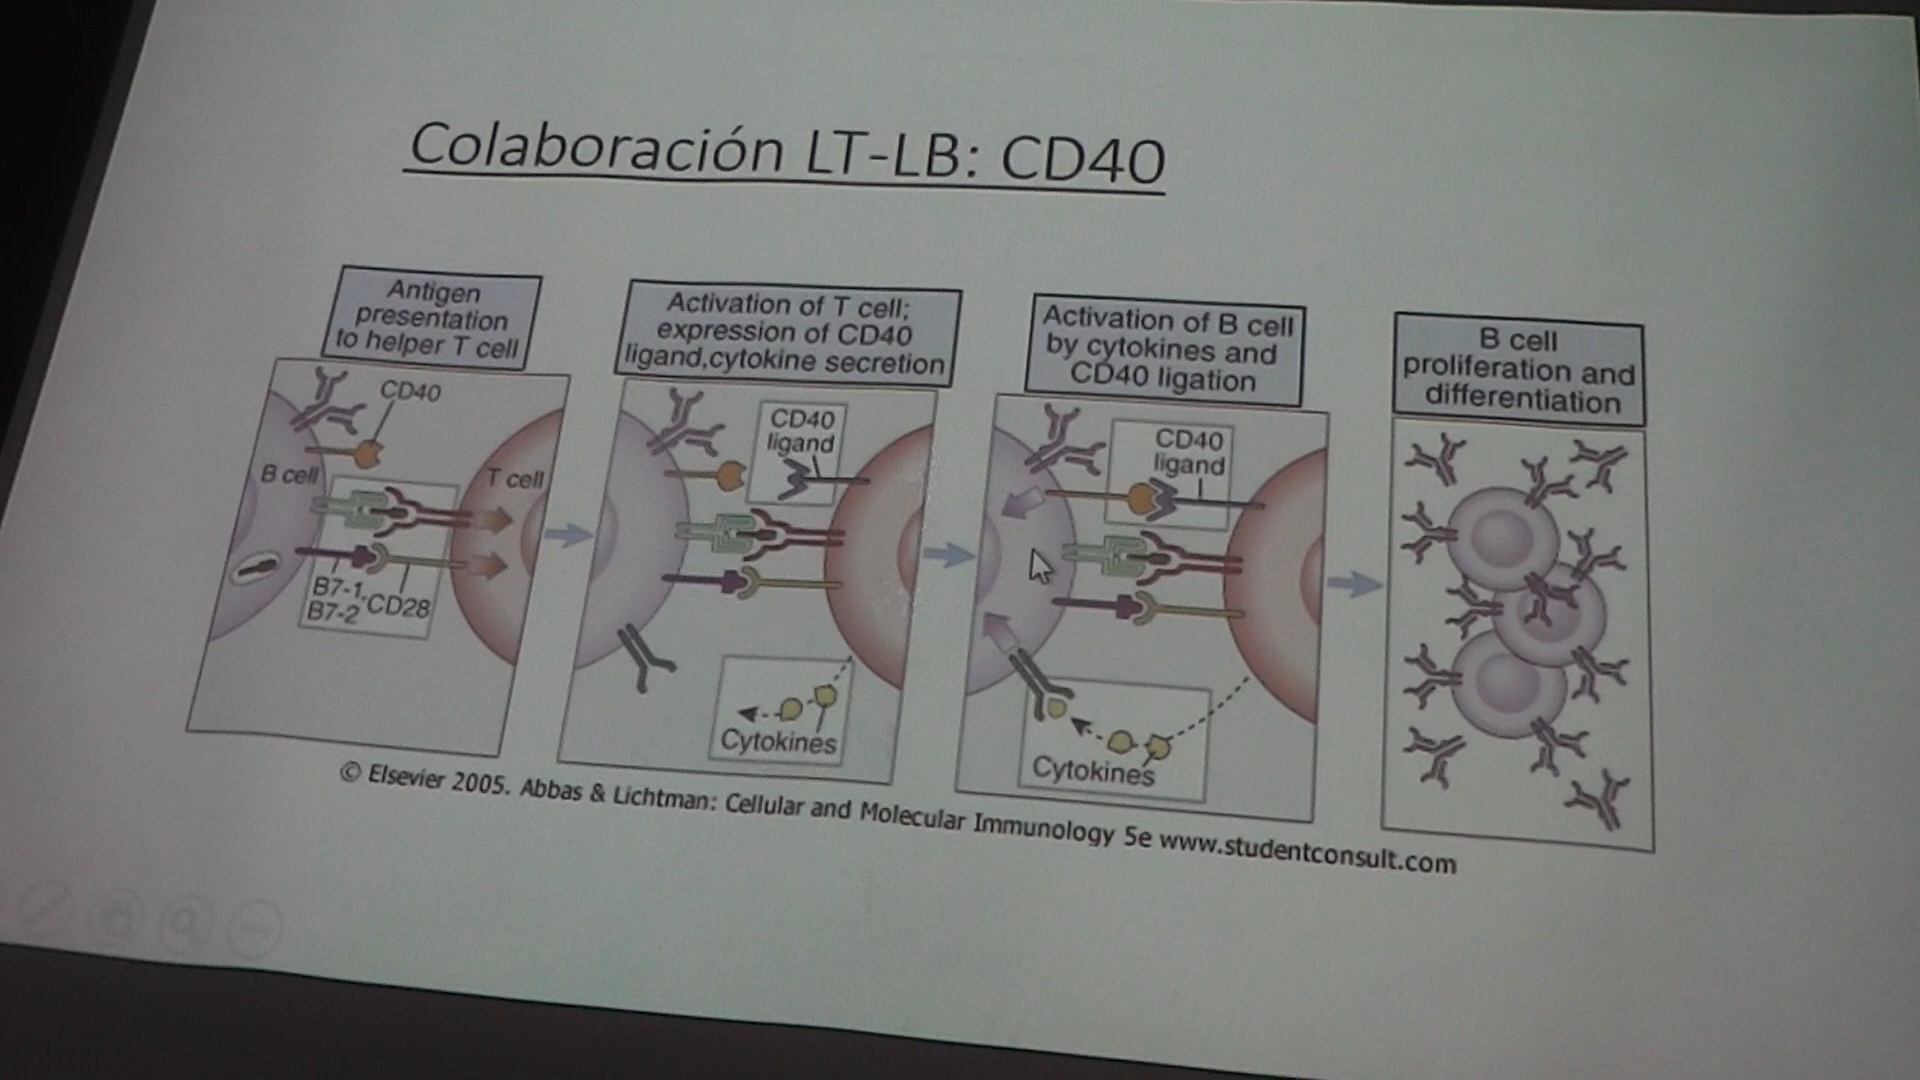 Colaboración LT-LB: CD40
Antigen
presentation
to helper T cell
CD40
B cell
T cell
B7-1,
B7-2
CD28
Activation of T cell;
expression of CD40
ligand,cytokine secretion
CD40
ligand
Cytokines
Activation of B cell
by cytokines and
CD40 ligation
CD40
ligand
Cytokines
B cell
proliferation and
differentiation
© Elsevier 2005. Abbas & Lichtman: Cellular and Molecular Immunology 5e www.studentconsult.com